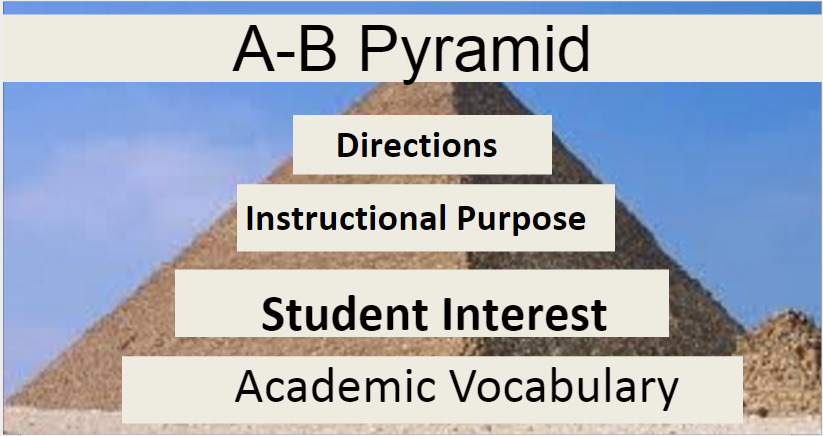 A-B Pyramid
Directions
Instructional Purpose
Student Interest
Academic Vocabulary